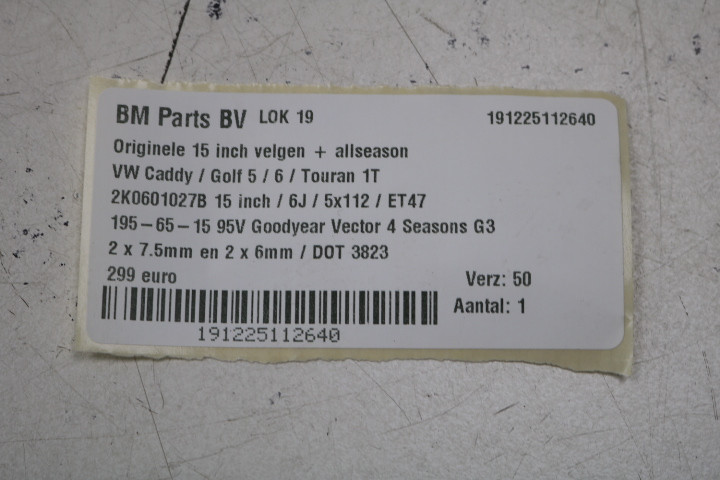 BM Parts BV LOK 19 191225112640
Originele 15 inch velgen + allseason
VW Caddy / Golf 5 / 6 / Touran 1T
2K0601027B 15 inch / 6J / 5x112 / ET47
195-65-15 95V Goodyear Vector 4 Seasons G3
2 x 7.5mm en 2 x 6mm / DOT 3823
299 euro Verz: 50
Aantal: 1
191225112640